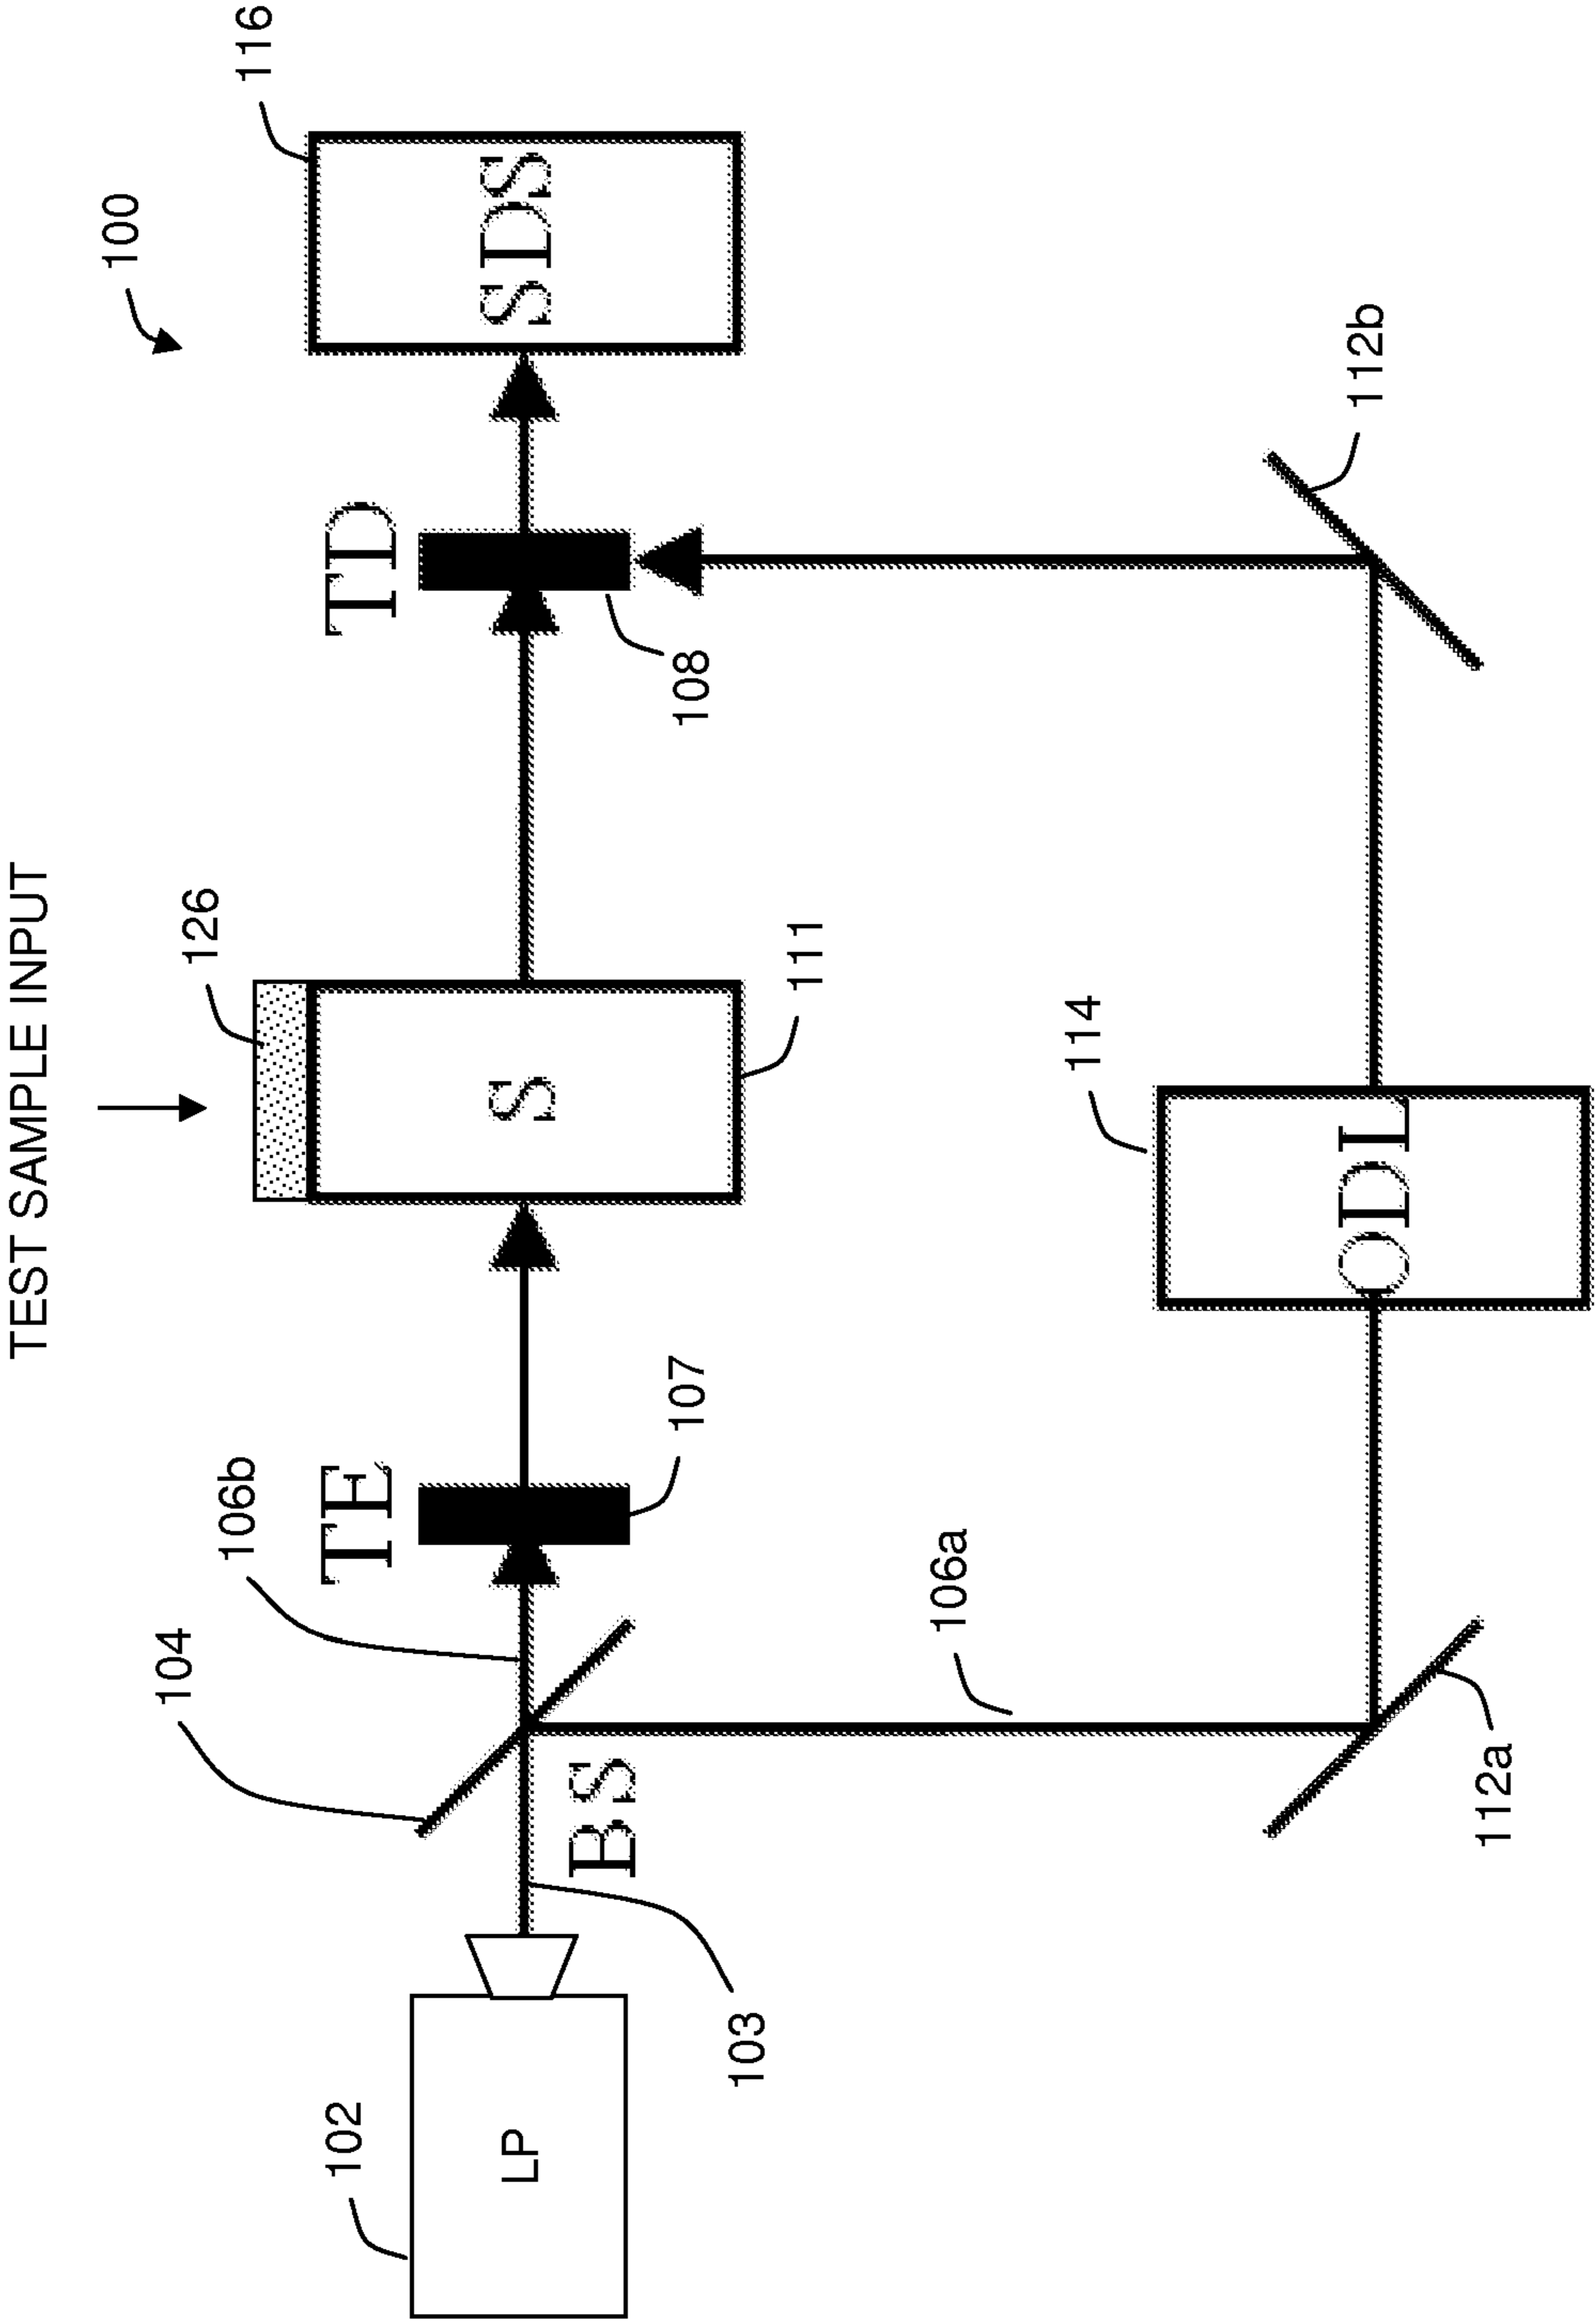 TEST SAMPLE INPUT
100
116
126
SDS
TD
108
S
111
TE
106b
107
104
BS
102
LP
103
106a
114
ODL
112b
112a